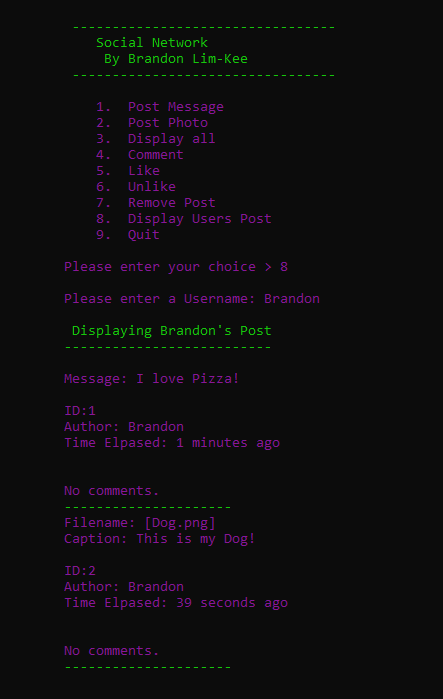 ---------------------------------
Social Network
By Brandon Lim-Kee
---------------------------------
1. Post Message
2. Post Photo
3. Display all
4. Comment
5. Like
6. Unlike
7. Remove Post
8. Display Users Post
9. Quit
Please enter your choice > 8
Please enter a Username: Brandon
Displaying Brandon's Post
--------------------------
Message: I love Pizza!
ID:1
Author: Brandon
Time Elpased: 1 minutes ago
No comments.
---------------------
Filename: [Dog.png]
Caption: This is my Dog!
ID:2
Author: Brandon
Time Elpased: 39 seconds ago
No comments.
---------------------